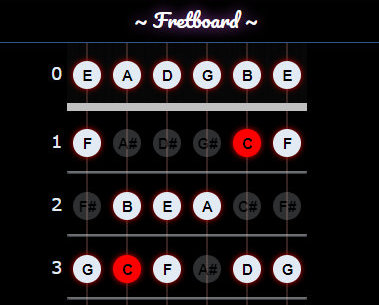 ~ Fretboard ~
0 E A D G B E
1 F A# D# G# C F
2 F# B E A C# F#
3 G C F A# D G